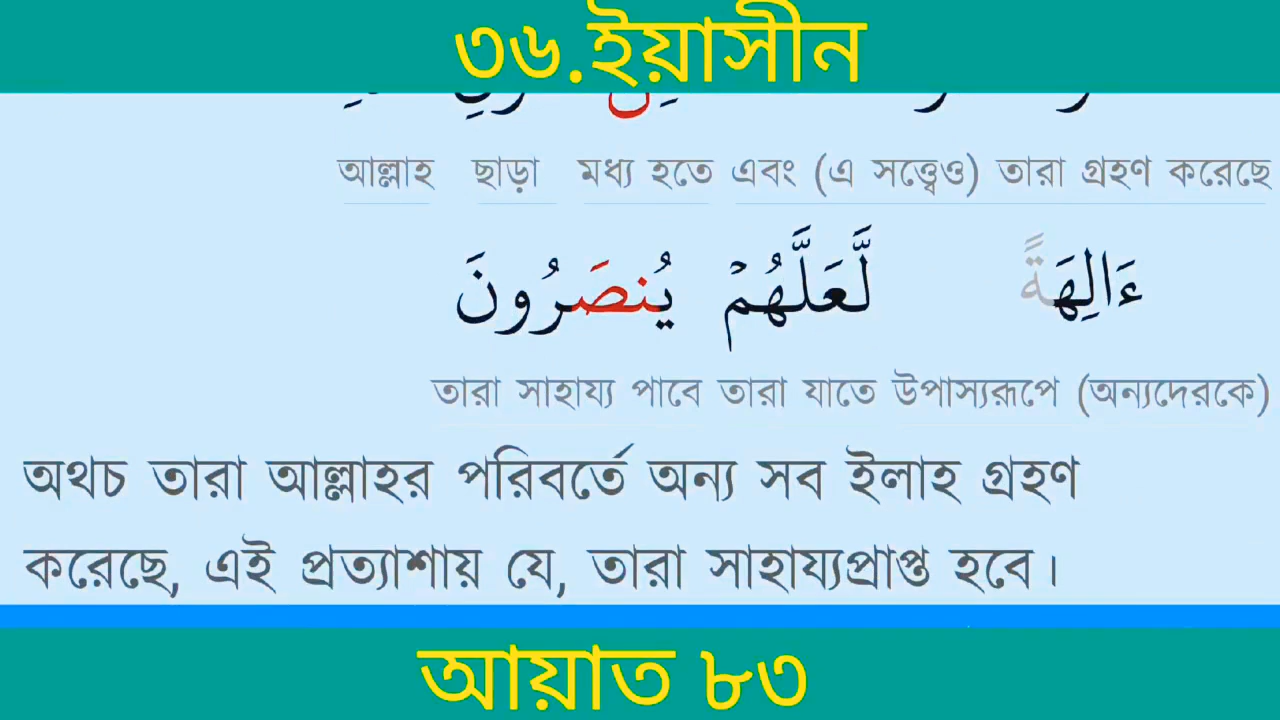 ৩৬.ইয়াসীন
আল্লাহ ছাড়া মধ্য হতে এবং (এ সত্ত্বেও) তারা গ্রহণ করেছে
ءَالِهَةً لَّعَلَّهُمْ يُنصَرُونَ
তারা সাহায্য পাবে তারা যাতে উপাস্যরূপে (অন্যদেরকে)
অথচ তারা আল্লাহর পরিবর্তে অন্য সব ইলাহ গ্রহণ
করেছে, এই প্রত্যাশায় যে, তারা সাহায্যপ্রাপ্ত হবে।
আয়াত ৮৩